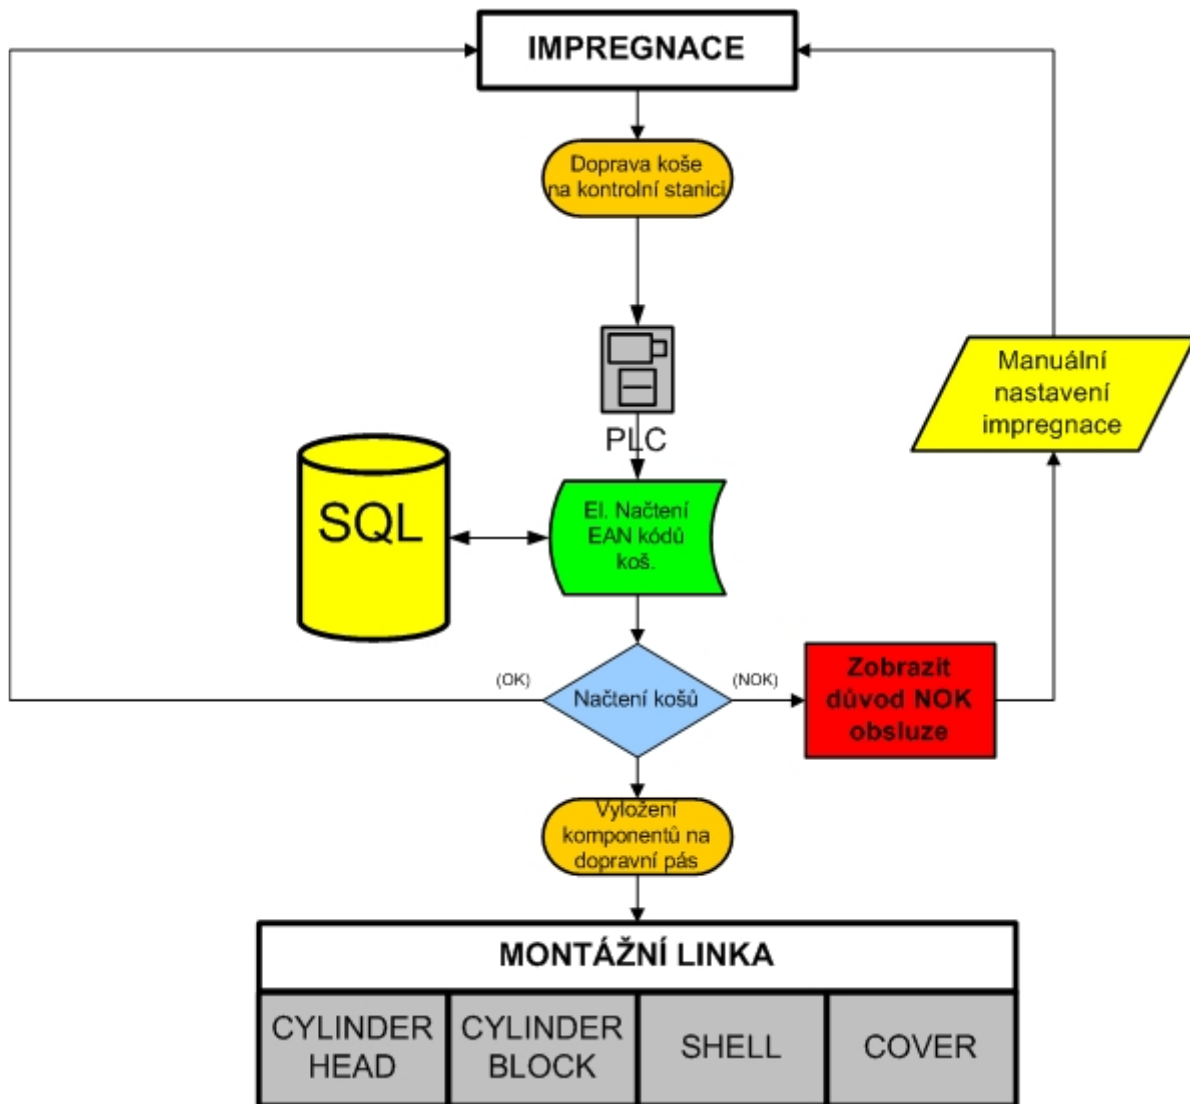 IMPREGNACE
Doprava koše
na kontrolní stanici
PLC
Manuální
nastavení
impregnace
SQL
El. Načtení
EAN kódů
koš.
(OK)
Načtení košů
(NOK)
Zobrazit
důvod NOK
obsluze
Vyložení
komponentů na
dopravní pás
MONTÁŽNÍ LINKA
CYLINDER
HEAD
CYLINDER
BLOCK
SHELL
COVER